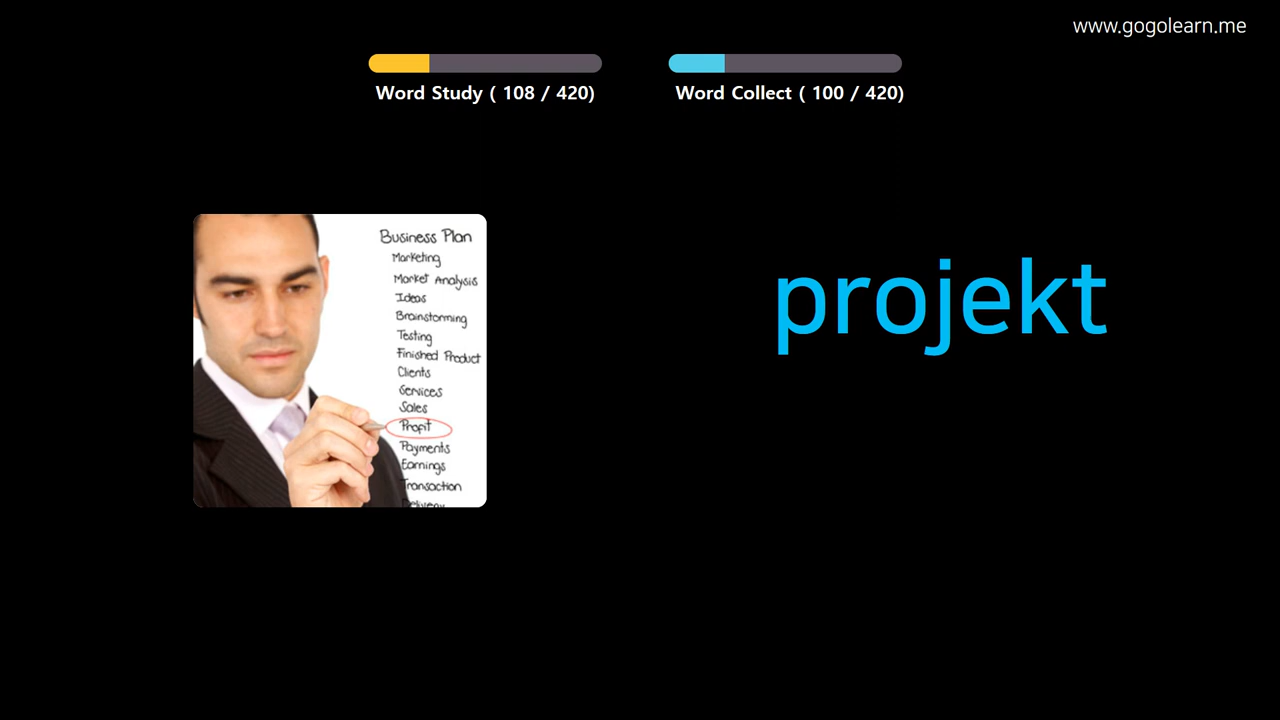 www.gogolearn.me
Word Study ( 108 / 420)
Word Collect ( 100 / 420)
Business Plan
Marketing
Market Analysis
Ideas
Brainstorming
Testing
Finished Product
Clients
Services
Sales
Profit
Payments
Earnings
Transaction
Delivery
projekt